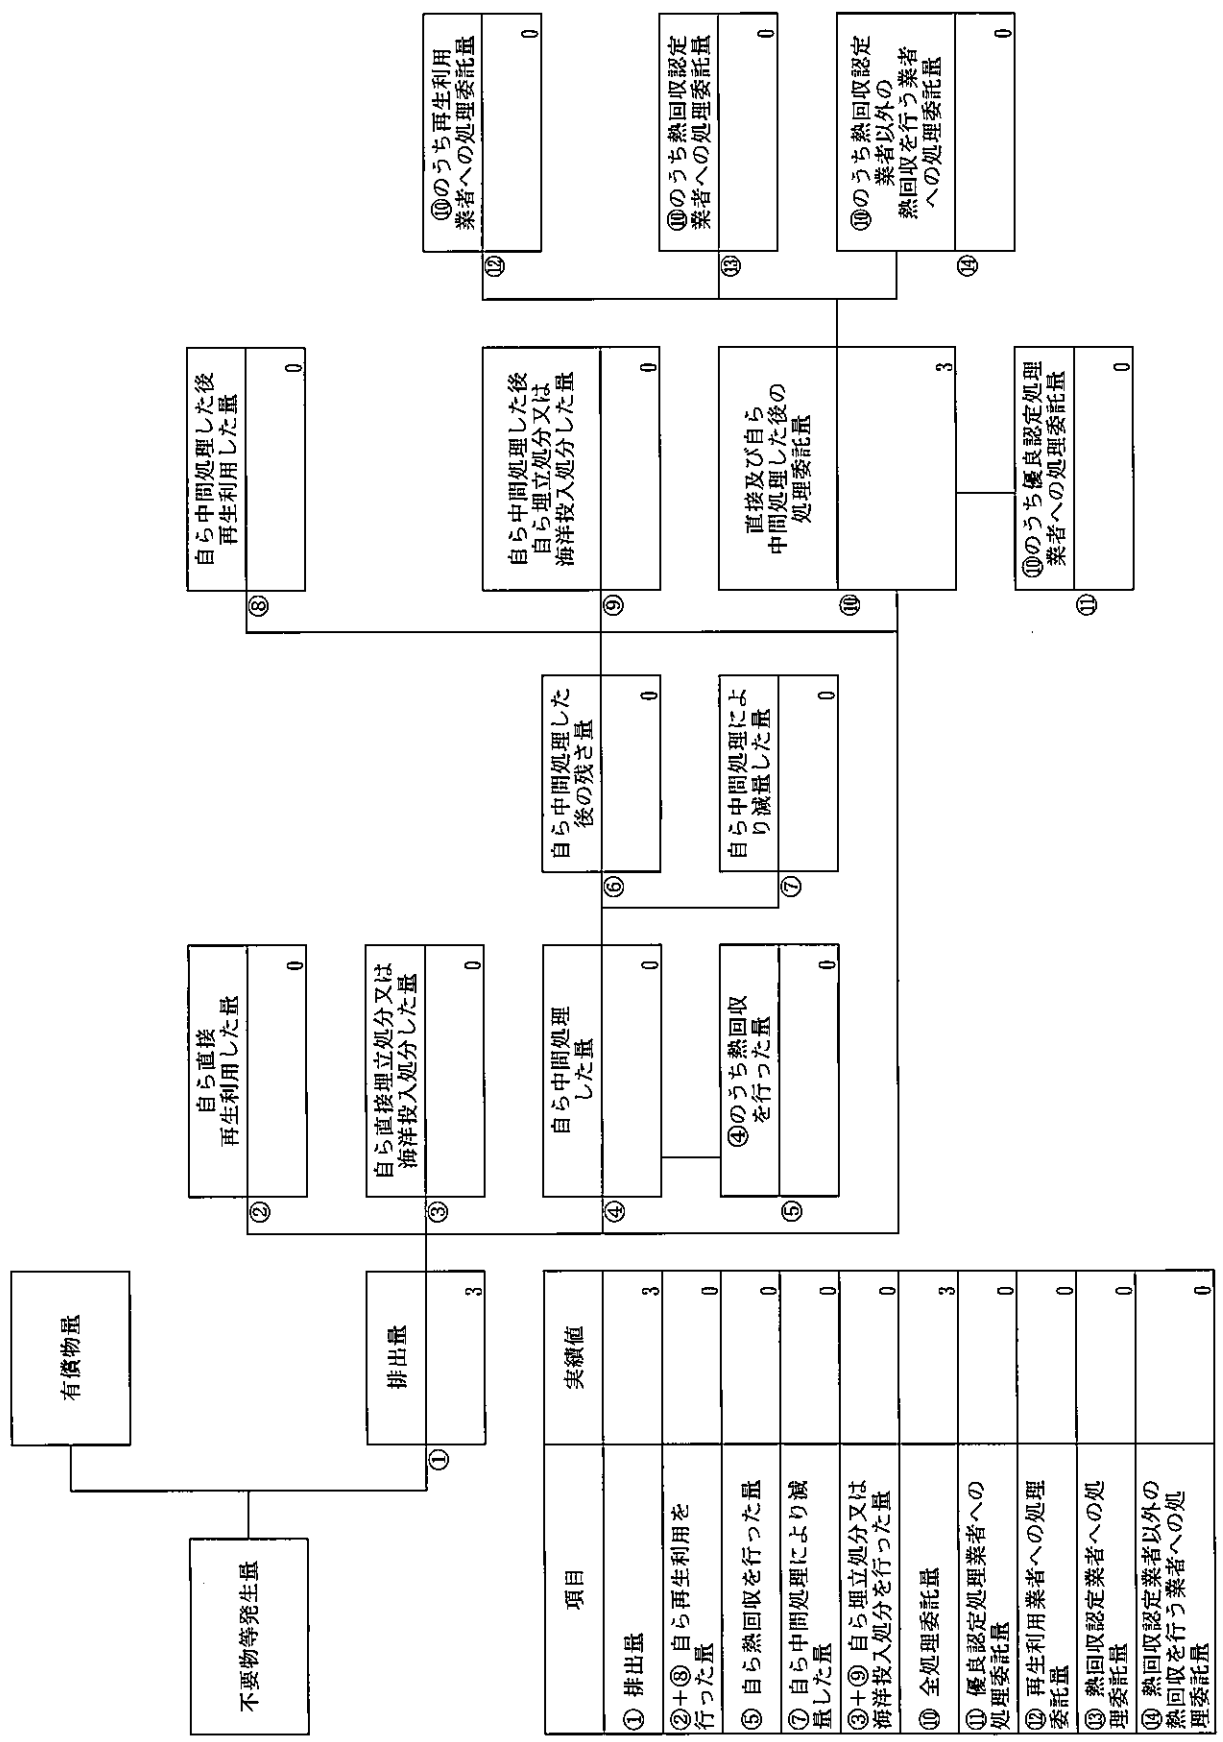 不要物等発生量
有償物量
排出量
①
3
自ら直接
再生利用した量
②
0
自ら直接埋立処分又は
海洋投入処分した量
③
0
自ら中間処理
した量
④
0
④のうち熱回収
を行った量
⑤
0
自ら中間処理した
後の残さ量
⑥
0
自ら中間処理によ
り減量した量
⑦
0
自ら中間処理した後
再生利用した量
⑧
0
自ら中間処理した後
自ら埋立処分又は
海洋投入処分した量
⑨
0
直接及び自ら
中間処理した後の
処理委託量
⑩
3
⑩のうち優良認定処理
業者への処理委託量
⑪
0
⑩のうち再生利用
業者への処理委託量
⑫
0
⑩のうち熱回収認定
業者への処理委託量
⑬
0
⑩のうち熱回収認定
業者以外の
熱回収を行う業者
への処理委託量
⑭
0
項目 実績値
① 排出量 3
②+⑧ 自ら再生利用を
行った量 0
⑤ 自ら熱回収を行った量 0
⑦ 自ら中間処理により減
量した量 0
③+⑨ 自ら埋立処分又は
海洋投入処分を行った量 0
⑩ 全処理委託量 3
⑪ 優良認定処理業者への
処理委託量 0
⑫ 再生利用業者への処理
委託量 0
⑬ 熱回収認定業者への処
理委託量 0
⑭ 熱回収認定業者以外の
熱回収を行う業者への処
理委託量 0